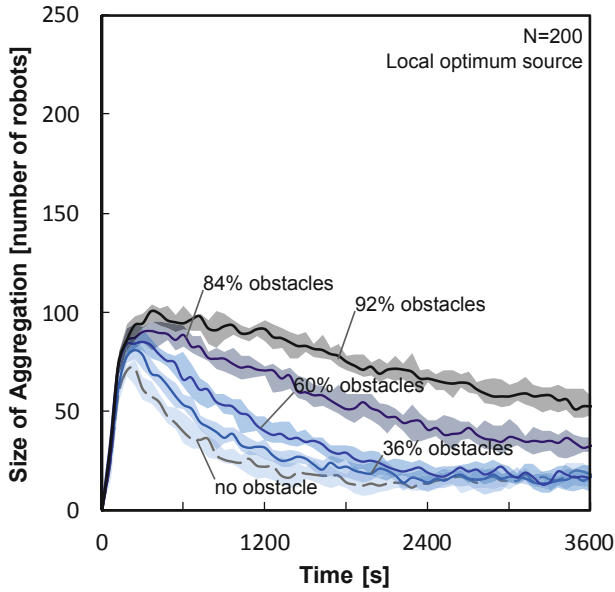 N=200
Local optimum source
250
200
150
100
50
0
Size of Aggregation [number of robots]
84% obstacles
92% obstacles
60% obstacles
36% obstacles
no obstacle
0
1200
2400
3600
Time [s]